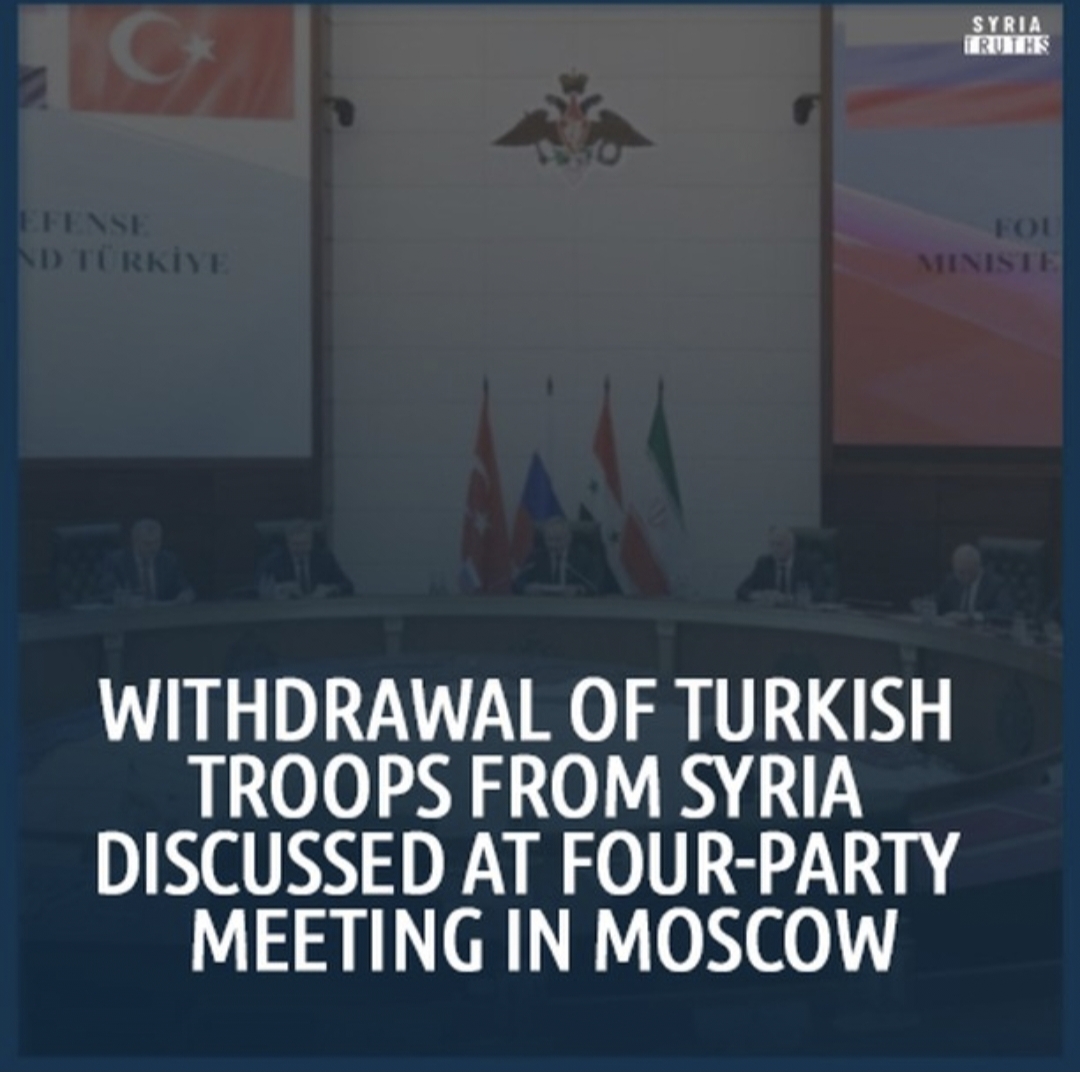 SYRIA
TRUTHS
EFENSE
ND TÜRKİYE
FOU
MINISTE
WITHDRAWAL OF TURKISH
TROOPS FROM SYRIA
DISCUSSED AT FOUR-PARTY
MEETING IN MOSCOW